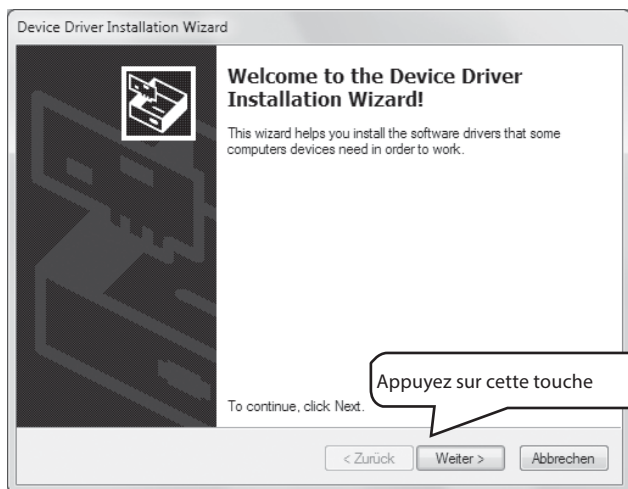 Device Driver Installation Wizard
Welcome to the Device Driver
Installation Wizard!
This wizard helps you install the software drivers that some
computers devices need in order to work.
Appuyez sur cette touche
To continue, click Next.
< Zurück
Weiter >
Abbrechen